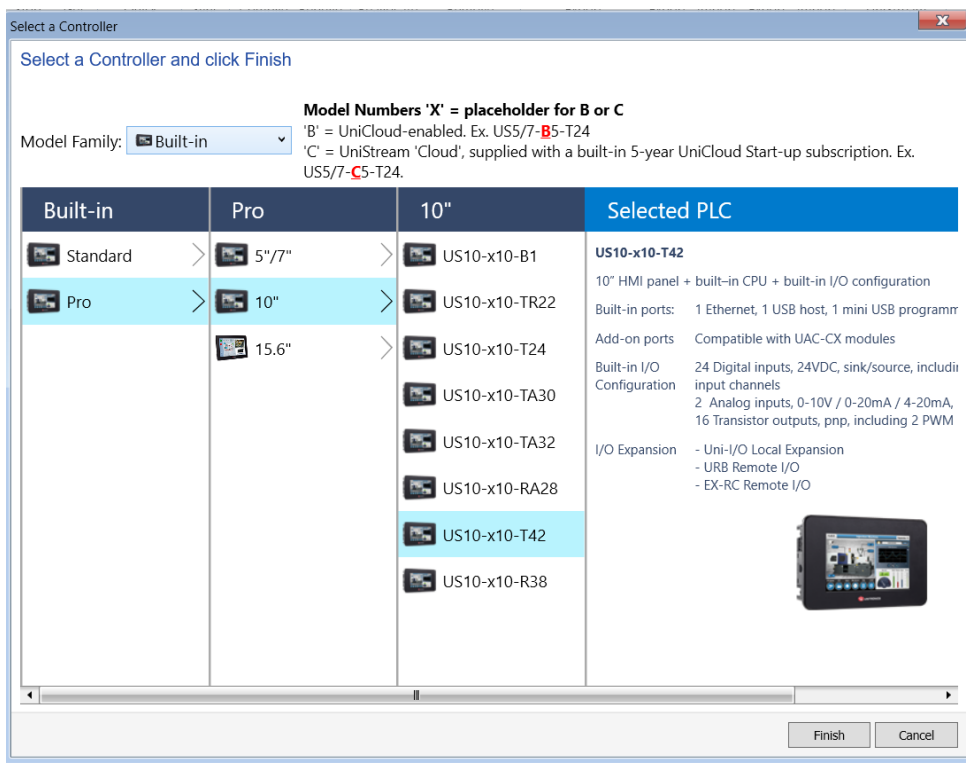 Select a Controller
Select a Controller and click Finish
Model Family:
Built-in
Model Numbers 'X' = placeholder for B or C
'B' = UniCloud-enabled. Ex. US5/7-B5-T24
'C' = UniStream 'Cloud', supplied with a built-in 5-year UniCloud Start-up subscription. Ex.
US5/7-C5-T24.
Built-in
Standard
Pro
Pro
5"/7"
10"
15.6"
10"
US10-x10-B1
US10-x10-TR22
US10-x10-T24
US10-x10-TA30
US10-x10-TA32
US10-x10-RA28
US10-x10-T42
US10-x10-R38
Selected PLC
US10-x10-T42
10" HMI panel + built–in CPU + built-in I/O configuration
Built-in ports: 1 Ethernet, 1 USB host, 1 mini USB programm
Add-on ports Compatible with UAC-CX modules
Built-in I/O 24 Digital inputs, 24VDC, sink/source, includin
Configuration input channels
2 Analog inputs, 0-10V / 0-20mA / 4-20mA,
16 Transistor outputs, pnp, including 2 PWM
I/O Expansion - Uni-I/O Local Expansion
- URB Remote I/O
- EX-RC Remote I/O
Finish
Cancel